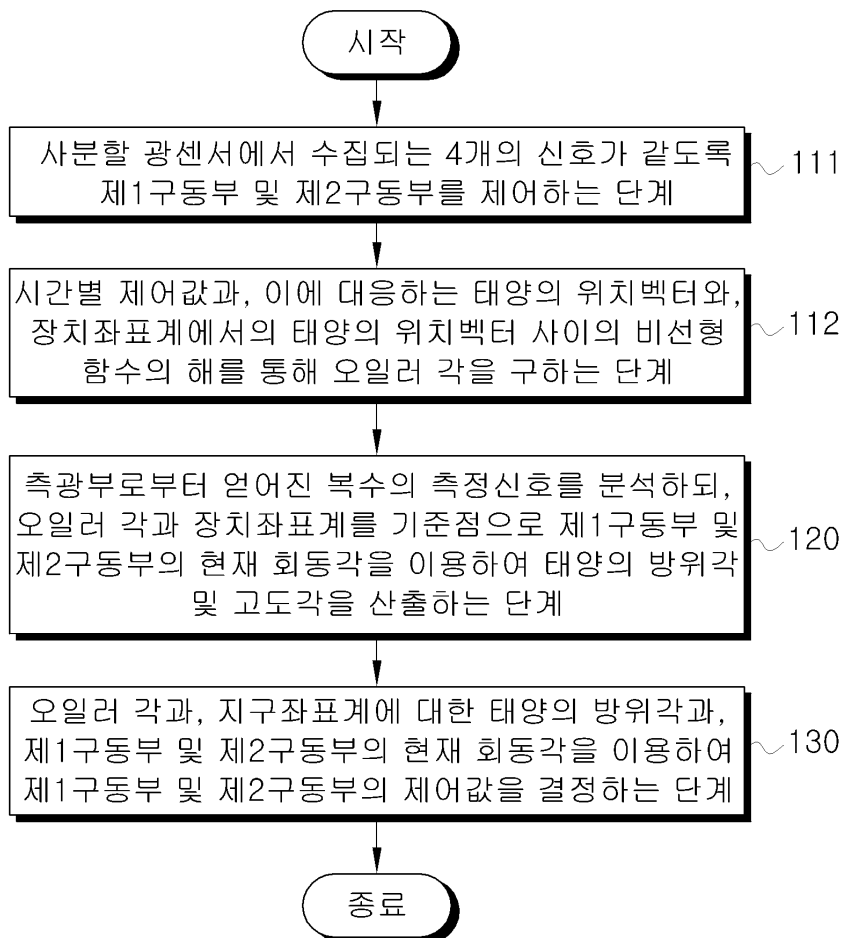 시작
사분할 광센서에서 수집되는 4개의 신호가 같도록
제1구동부 및 제2구동부를 제어하는 단계
111
시간별 제어값과, 이에 대응하는 태양의 위치벡터와,
장치좌표계에서의 태양의 위치벡터 사이의 비선형
함수의 해를 통해 오일러 각을 구하는 단계
112
측광부로부터 얻어진 복수의 측정신호를 분석하되,
오일러 각과 장치좌표계를 기준점으로 제1구동부 및
제2구동부의 현재 회동각을 이용하여 태양의 방위각
및 고도각을 산출하는 단계
120
오일러 각과, 지구좌표계에 대한 태양의 방위각과,
제1구동부 및 제2구동부의 현재 회동각을 이용하여
제1구동부 및 제2구동부의 제어값을 결정하는 단계
130
종료